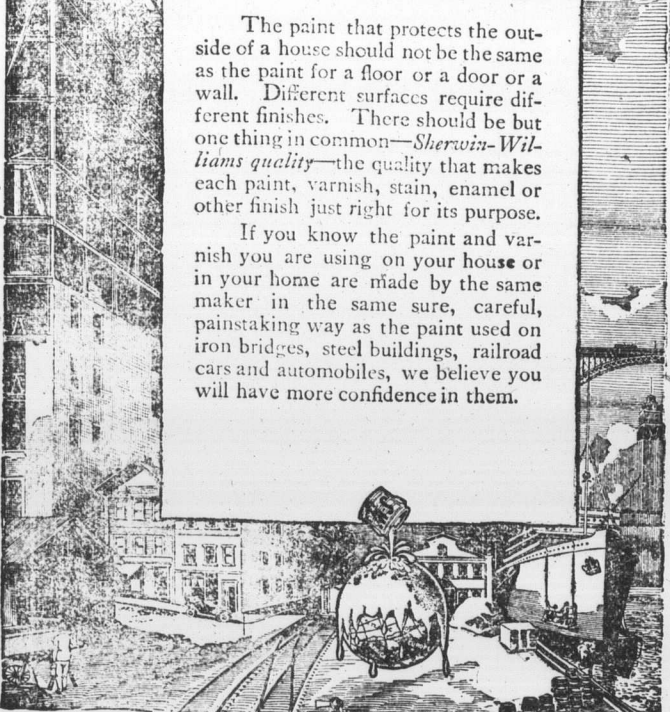 The paint that protects the out-
side of a house should not be the same
as the paint for a floor or a door or a
wall. Different surfaces require dif-
ferent finishes. There should be but
one thing in common—Sherwin-Wil-
liams quality—the quality that makes
each paint, varnish, stain, enamel or
other finish just right for its purpose.
If you know the paint and var-
nish you are using on your house or
in your home are made by the same
maker in the same sure, careful,
painstaking way as the paint used on
iron bridges, steel buildings, railroad
cars and automobiles, we believe you
will have more confidence in them.